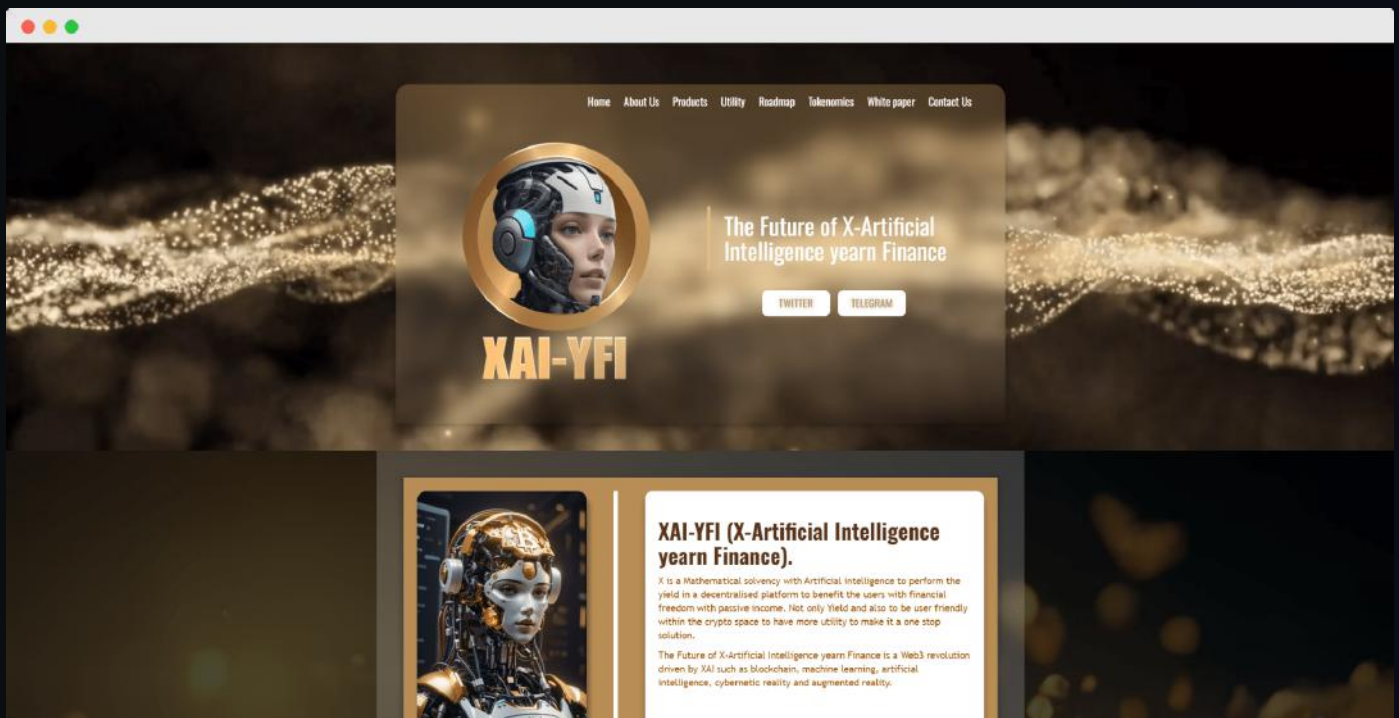 Home About Us Products Utility Roadmap Tokenomics White paper Contact Us
The Future of X-Artificial
Intelligence yearn Finance
TWITTER TELEGRAM
XAI-YFI
XAI-YFI (X-Artificial Intelligence
yearn Finance).
X is a Mathematical solvency with Artificial intelligence to perform the
yield in a decentralised platform to benefit the users with financial
freedom with passive income. Not only Yield and also to be user friendly
within the crypto space to have more utility to make it a one stop
solution.
The Future of X-Artificial Intelligence yearn Finance is a Web3 revolution
driven by XAI such as blockchain, machine learning, artificial
intelligence, cybernetic reality and augmented reality.